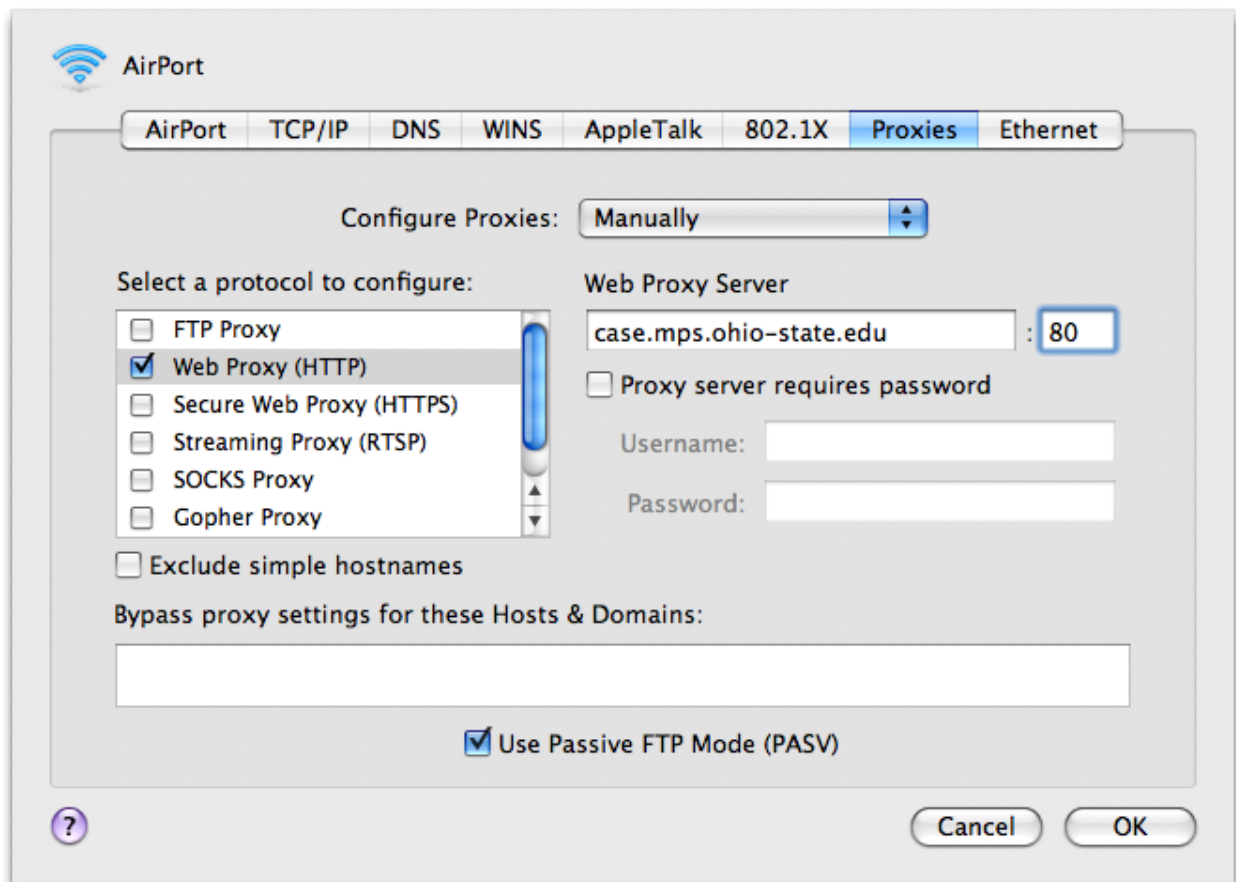 AirPort
AirPort TCP/IP DNS WINS AppleTalk 802.1X Proxies Ethernet
Configure Proxies: Manually
Select a protocol to configure:
FTP Proxy
Web Proxy (HTTP)
Secure Web Proxy (HTTPS)
Streaming Proxy (RTSP)
SOCKS Proxy
Gopher Proxy
Exclude simple hostnames
Web Proxy Server
case.mps.ohio-state.edu : 80
Proxy server requires password
Username:
Password:
Bypass proxy settings for these Hosts & Domains:
Use Passive FTP Mode (PASV)
? Cancel OK